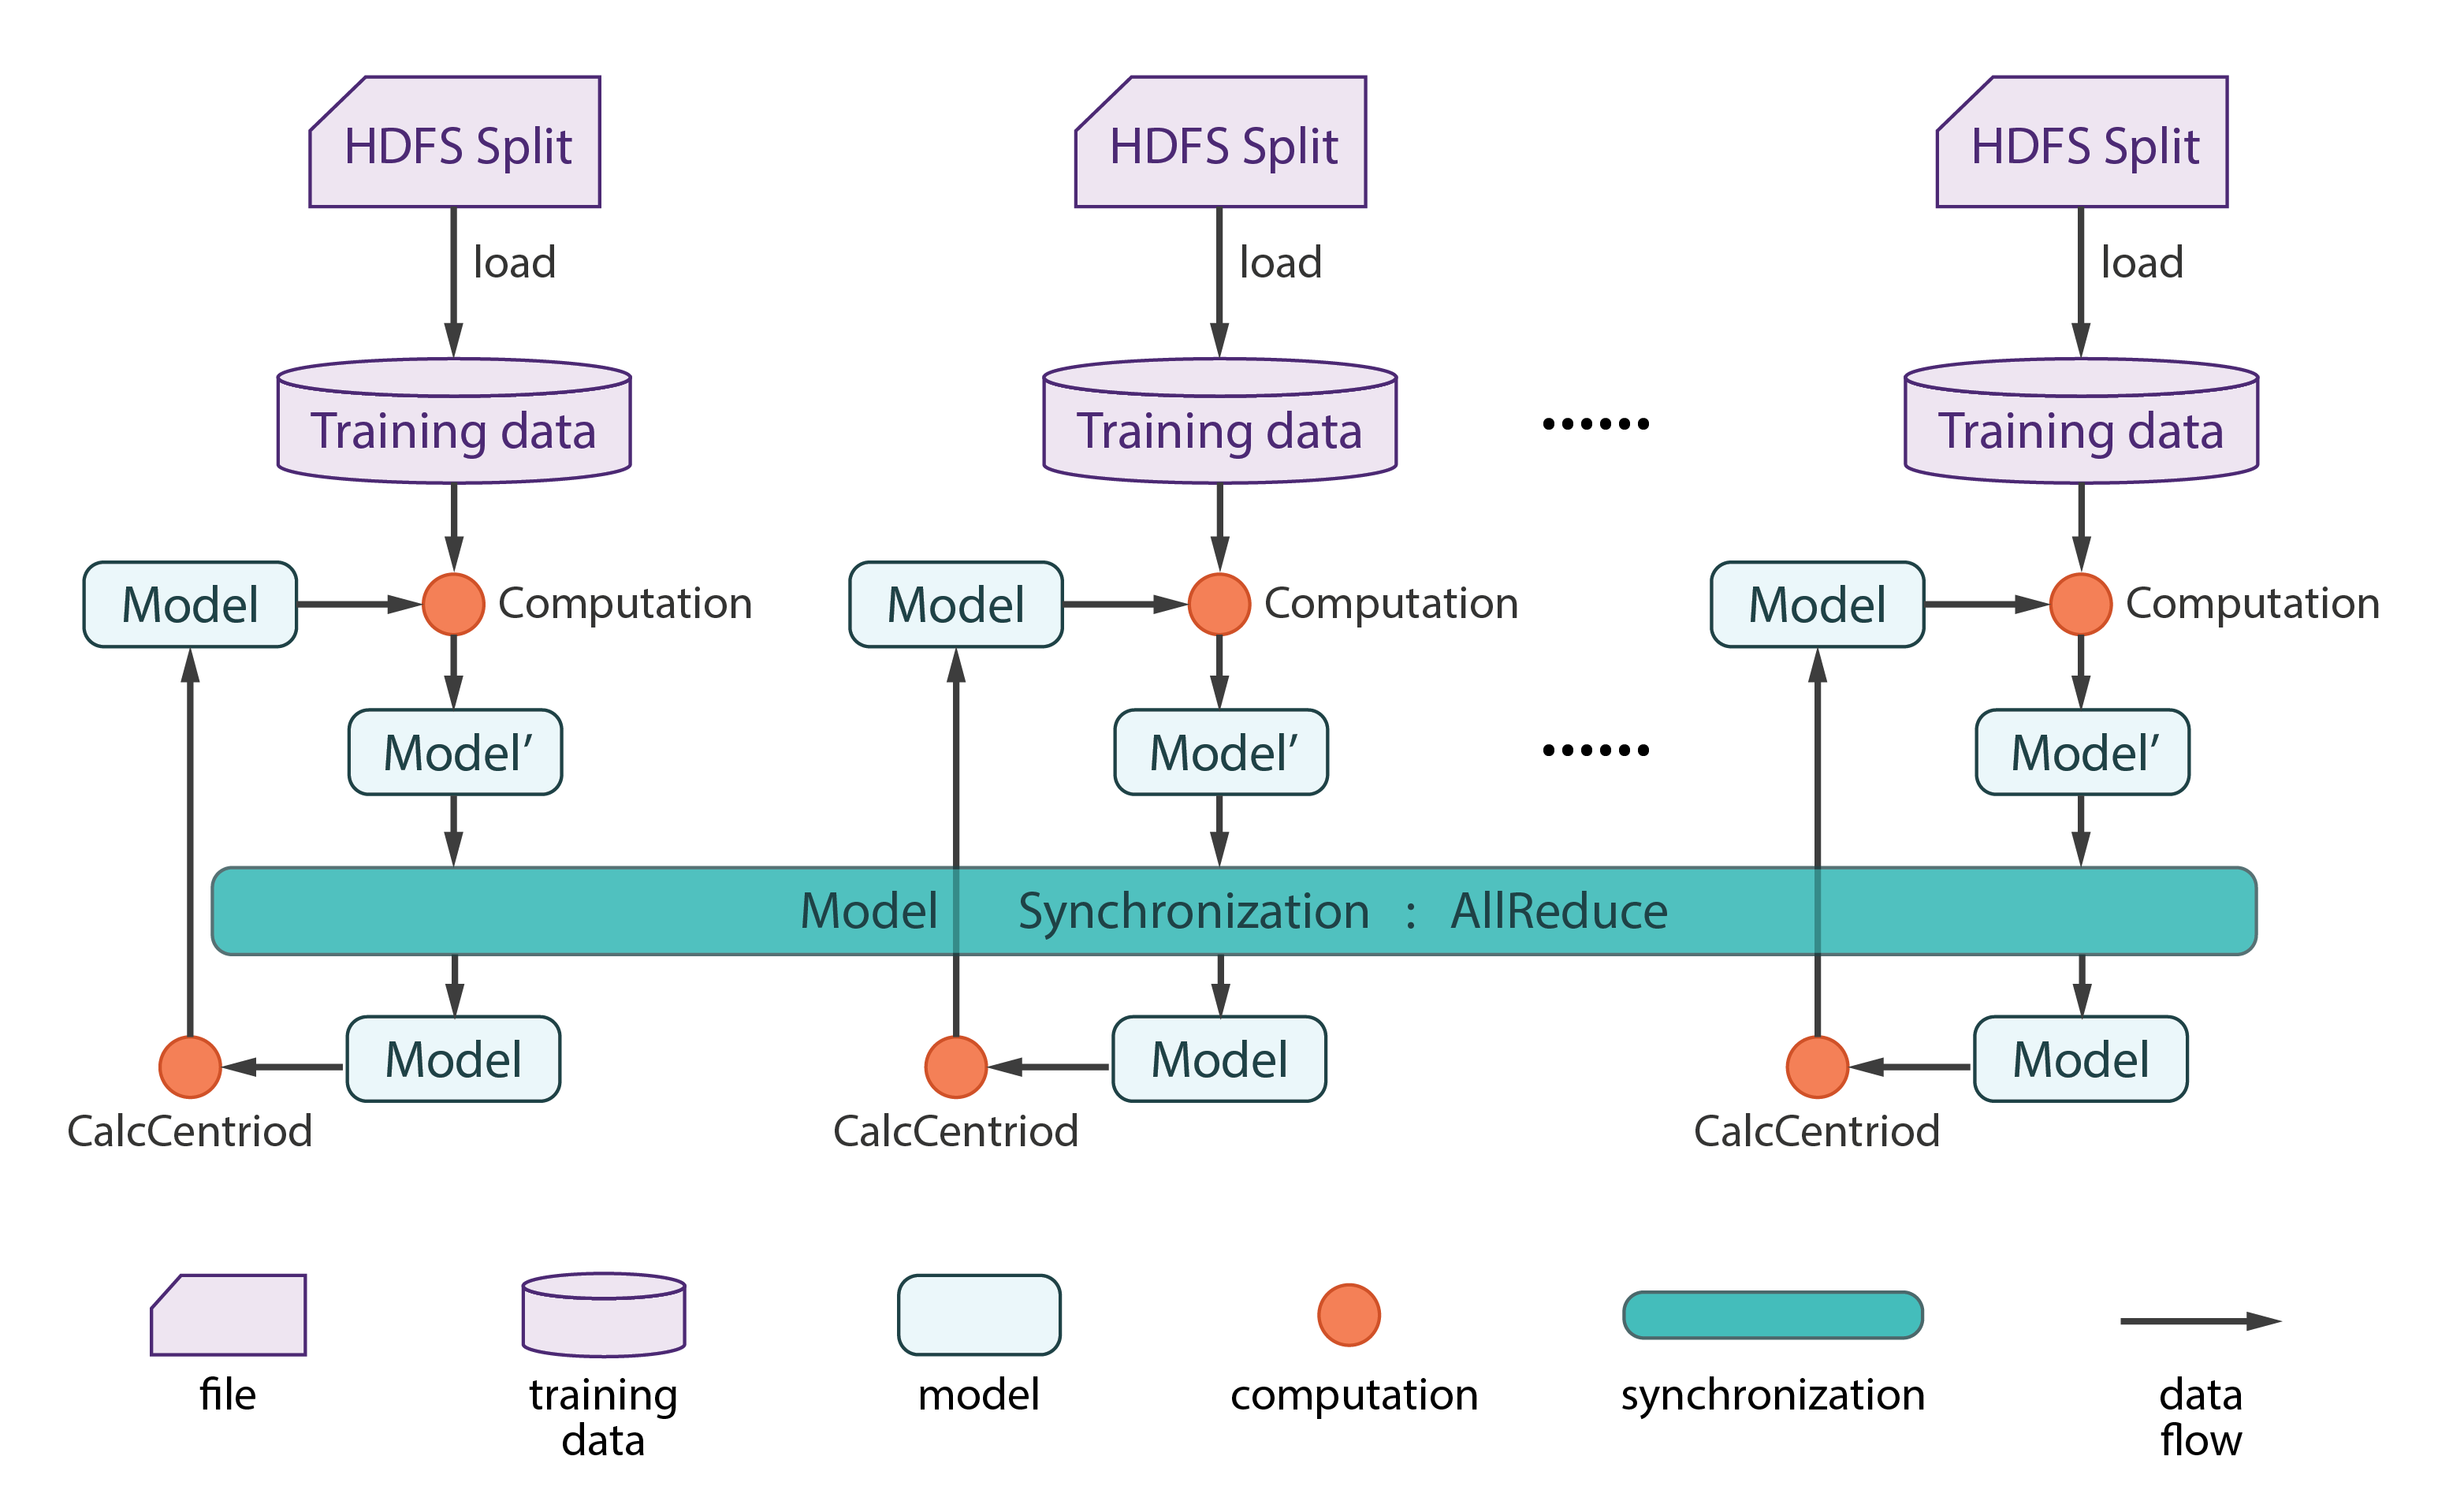 HDFS Split
HDFS Split
HDFS Split
load
load
load
Training data
Training data
Training data
Model
Computation
Model
Computation
Model
Computation
Model’
Model’
Model’
Model Synchronization : AllReduce
Model
Model
Model
CalcCentriod
CalcCentriod
CalcCentriod
file
training
data
model
computation
synchronization
data
flow